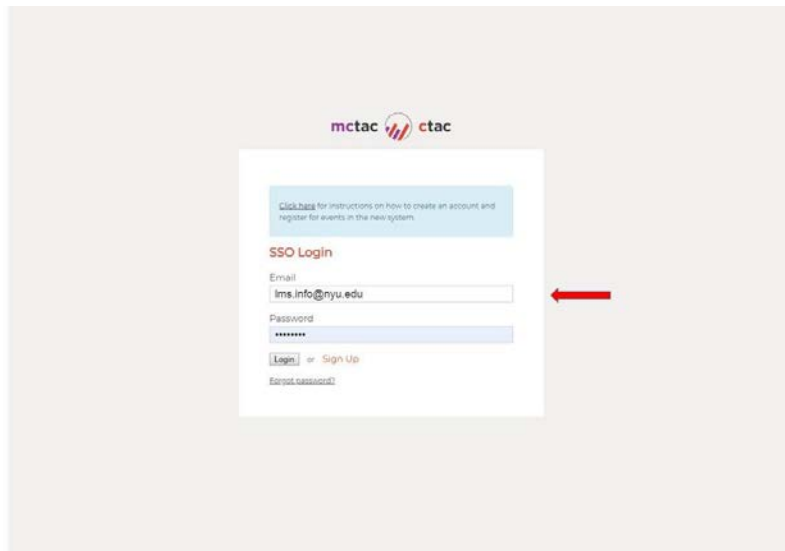 mctac ctac
Click here for instructions on how to create an account and
register for events in the new system.
SSO Login
Email
lms.info@nyu.edu
Password
••••••••
Login or Sign Up
Forgot password?